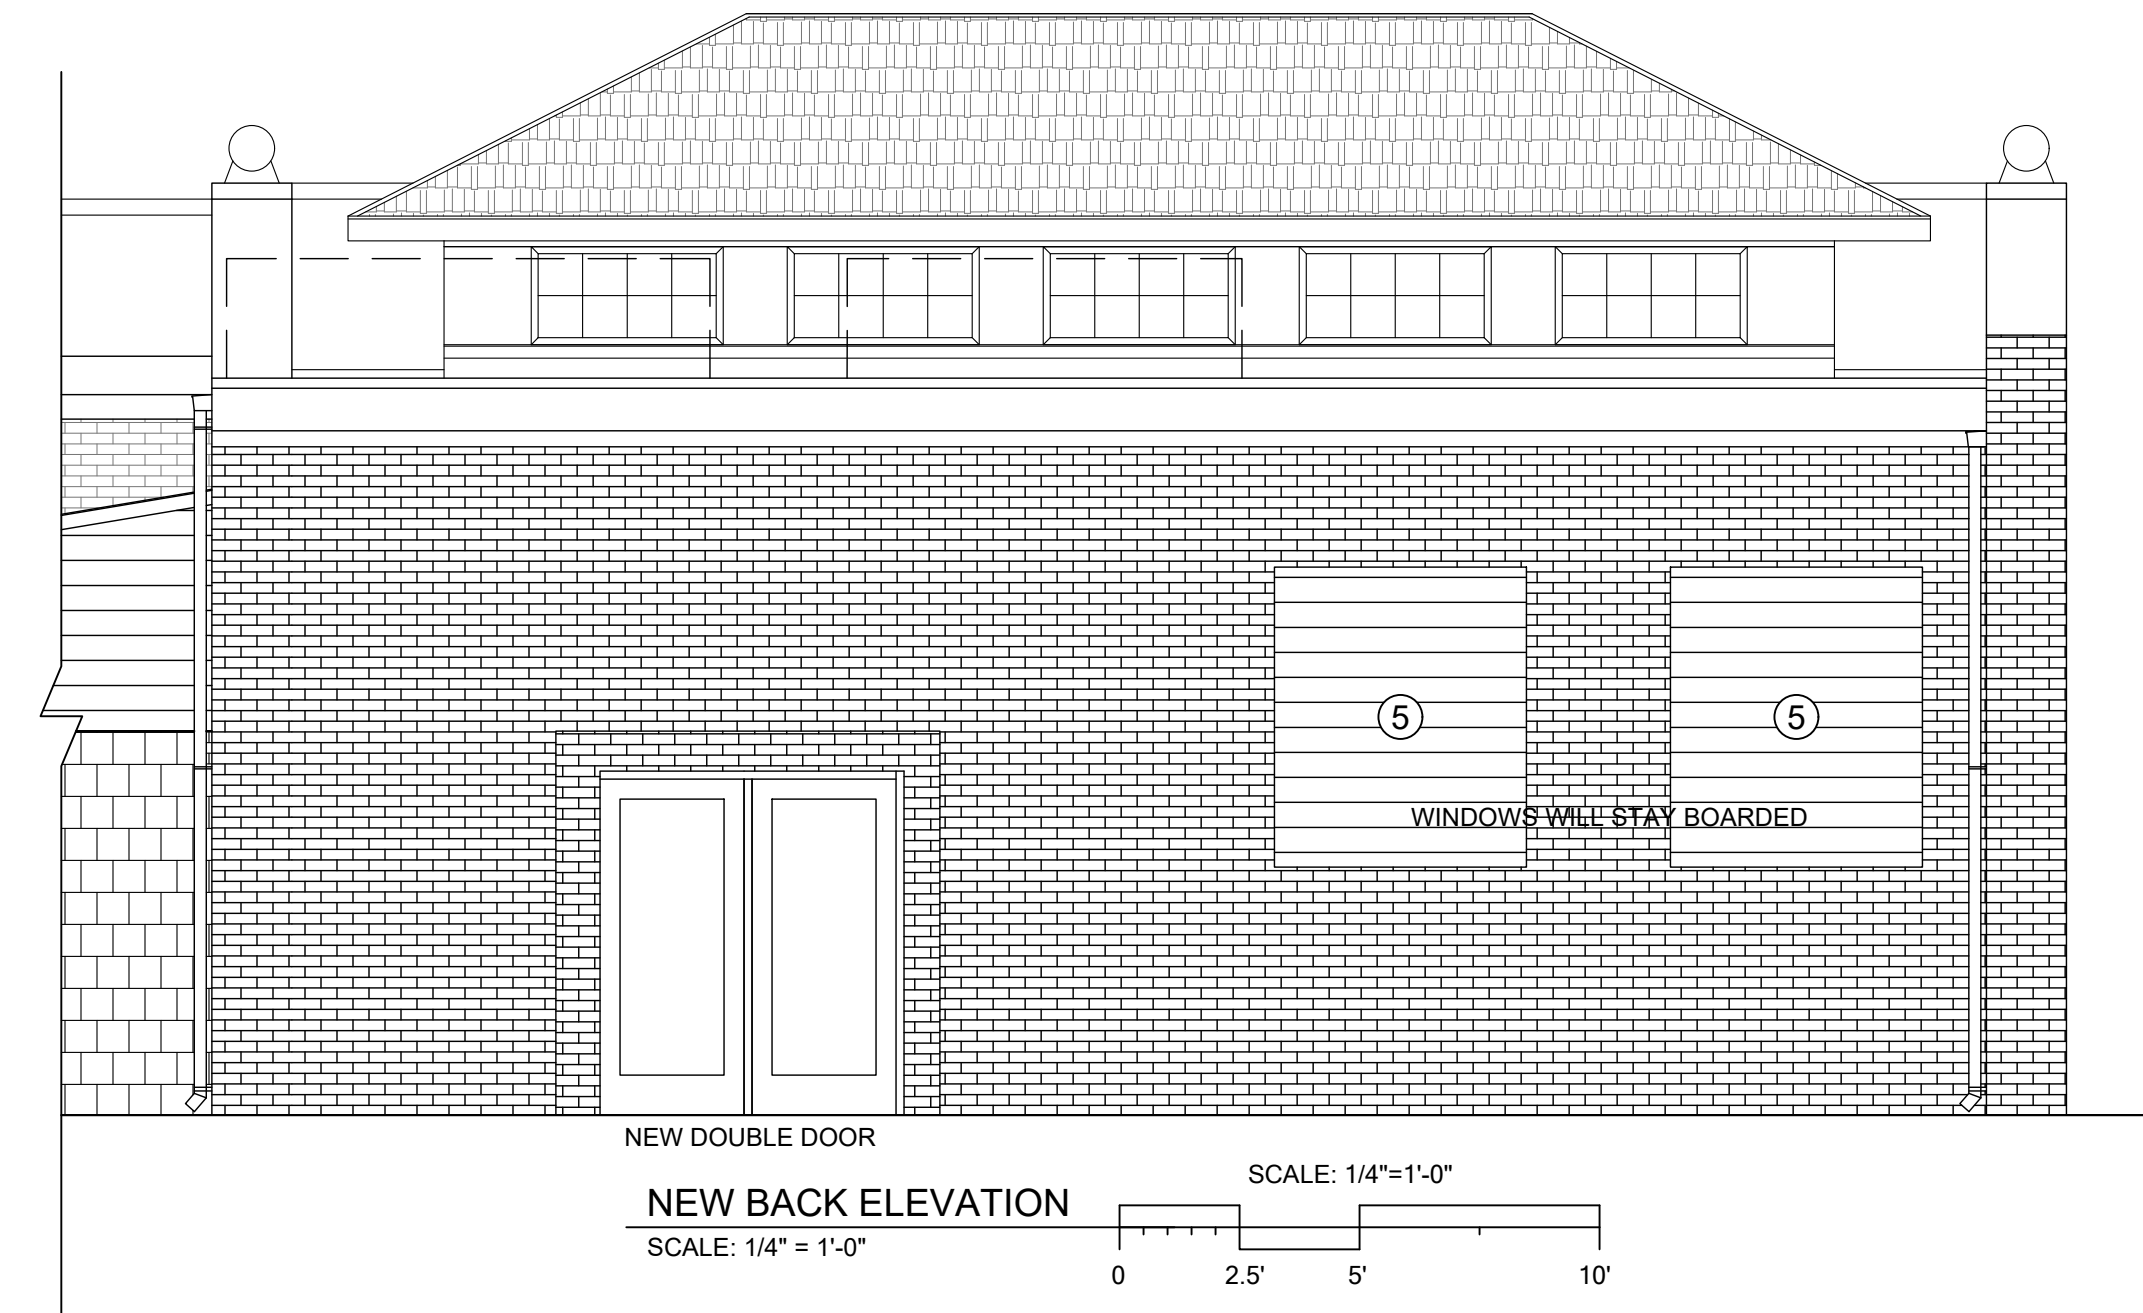 5
5
WINDOWS WILL STAY BOARDED
NEW DOUBLE DOOR
SCALE: 1/4"=1'-0"
NEW BACK ELEVATION
SCALE: 1/4" = 1'-0"
0 2.5' 5' 10'